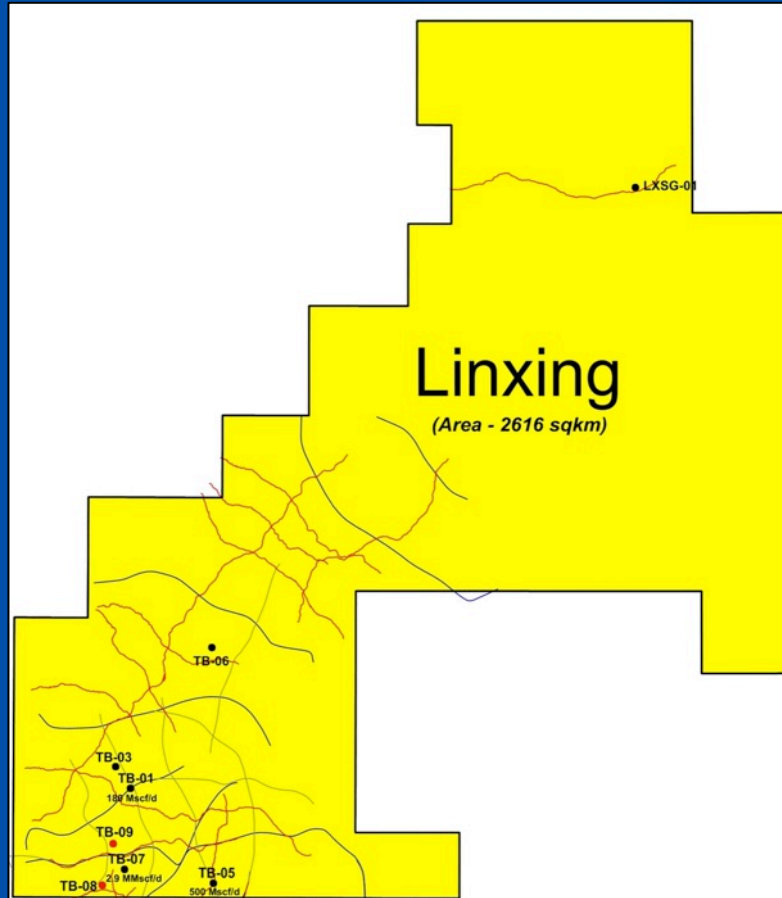 LXSG-01
Linxing
(Area - 2616 sqkm)
TB-06
TB-03
TB-01
180 Mscf/d
TB-09
TB-07
2.9 MMscf/d
TB-08
TB-05
500 Mscf/d